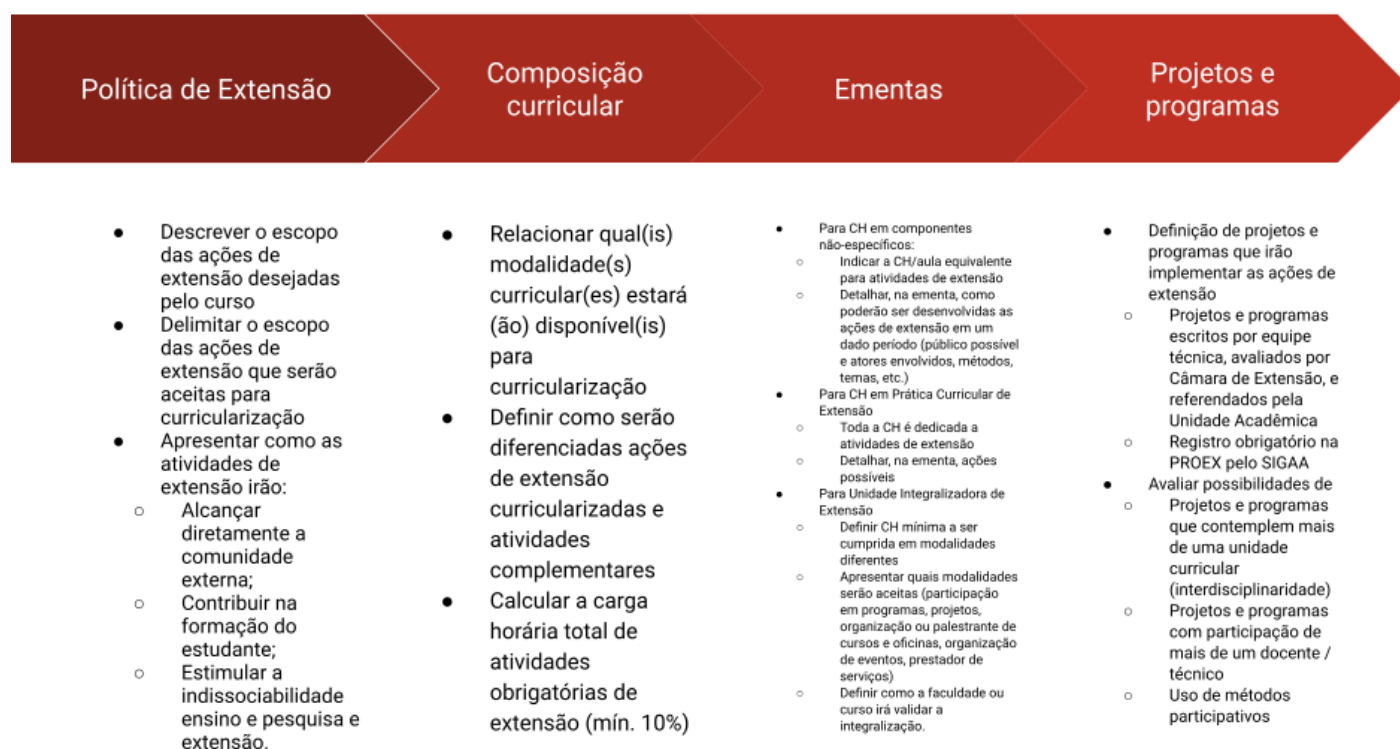 Política de Extensão
Composição
curricular
Ementas
Projetos e
programas
● Descrever o escopo
das ações de
extensão desejadas
pelo curso
● Delimitar o escopo
das ações de
extensão que serão
aceitas para
curricularização
● Apresentar como as
atividades de
extensão irão:
○ Alcançar
diretamente a
comunidade
externa;
○ Contribuir na
formação do
estudante;
○ Estimular a
indissociabilidade
ensino e pesquisa e
extensão.
● Relacionar qual(is)
modalidade(s)
curricular(es) estará
(ão) disponível(is)
para
curricularização
● Definir como serão
diferenciadas ações
de extensão
curricularizadas e
atividades
complementares
● Calcular a carga
horária total de
atividades
obrigatórias de
extensão (mín. 10%)
● Para CH em componentes
não-específicos:
○ Indicar a CH/aula equivalente
para atividades de extensão
○ Detalhar, na ementa, como
poderão ser desenvolvidas as
ações de extensão em um
dado período (público possível
e atores envolvidos, métodos,
temas, etc.)
● Para CH em Prática Curricular de
Extensão
○ Toda a CH é dedicada a
atividades de extensão
○ Detalhar, na ementa, ações
possíveis
● Para Unidade Integralizadora de
Extensão
○ Definir CH mínima a ser
cumprida em modalidades
diferentes
○ Apresentar quais modalidades
serão aceitas (participação
em programas, projetos,
organização ou palestrante de
cursos e oficinas, organização
de eventos, prestador de
serviços)
○ Definir como a faculdade ou
curso irá validar a
integralização.
● Definição de projetos e
programas que irão
implementar as ações de
extensão
○ Projetos e programas
escritos por equipe
técnica, avaliados por
Câmara de Extensão, e
referendados pela
Unidade Acadêmica
○ Registro obrigatório na
PROEX pelo SIGAA
● Avaliar possibilidades de
○ Projetos e programas
que contemplem mais
de uma unidade
curricular
(interdisciplinaridade)
○ Projetos e programas
com participação de
mais de um docente /
técnico
○ Uso de métodos
participativos